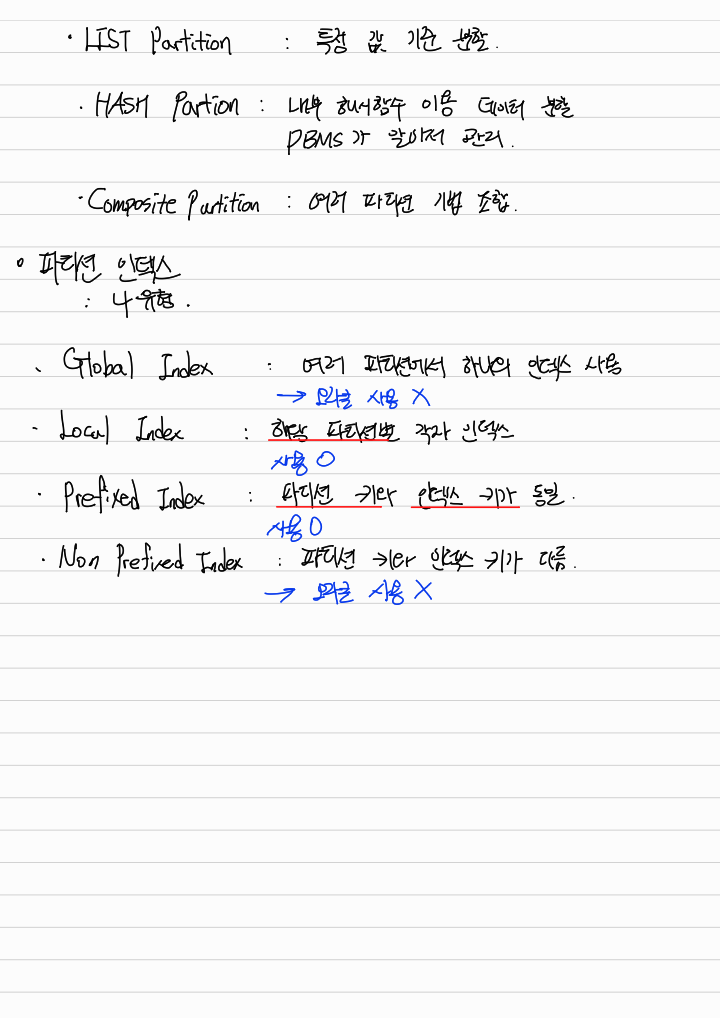 · LIST Partition : 특정 값 기준 분할.
· HASH Partion : 내부 해시함수 이용 데이터 분할
DBMS가 알아서 관리.
· Composite Partition : 여러 파티션 기법 조합.
° 파티션 인덱스
: 4유형.
· Global Index : 여러 파티션에서 하나의 인덱스 사용
→ 오라클 사용 X
· Local Index : 해당 파티션별 각자 인덱스
사용 O
· Prefixed Index : 파티션 키와 인덱스 키가 동일.
사용 O
· Non Prefixed Index : 파티션 키와 인덱스 키가 다름.
→ 오라클 사용 X